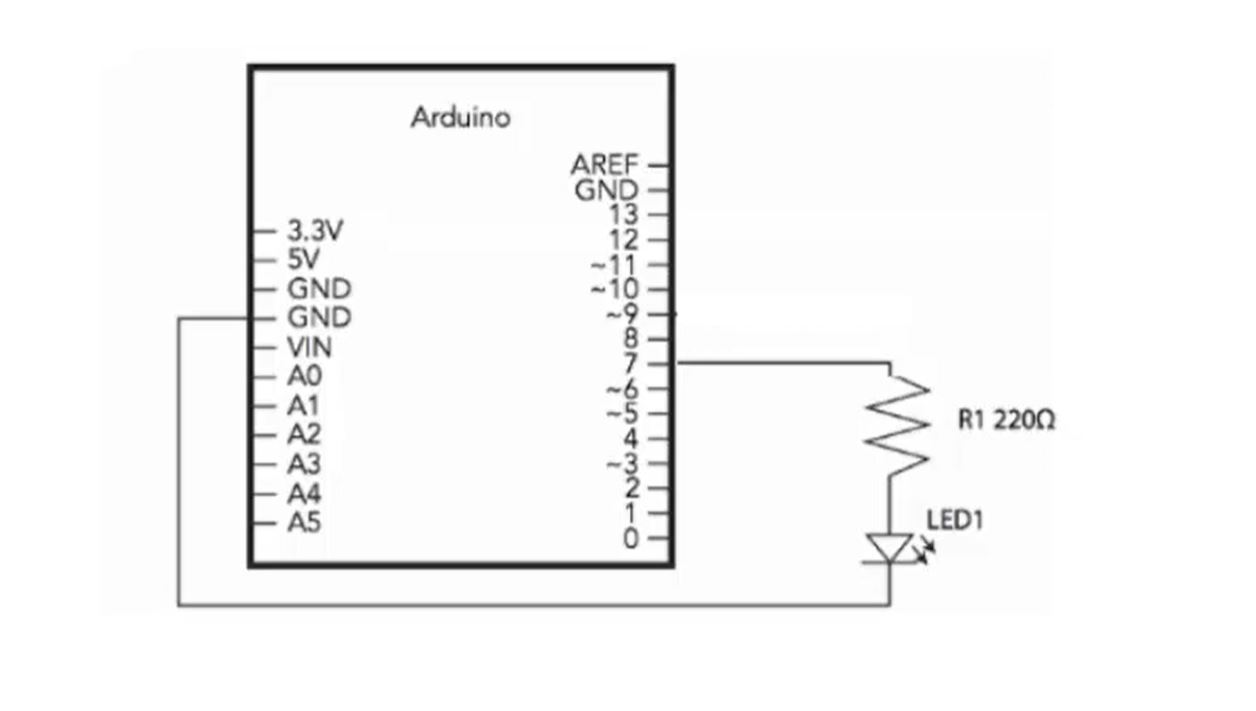 Arduino
AREF
GND
13
12
~11
~10
~9
8
7
~6
~5
4
~3
2
1
0
3.3V
5V
GND
GND
VIN
A0
A1
A2
A3
A4
A5
R1 220Ω
LED1